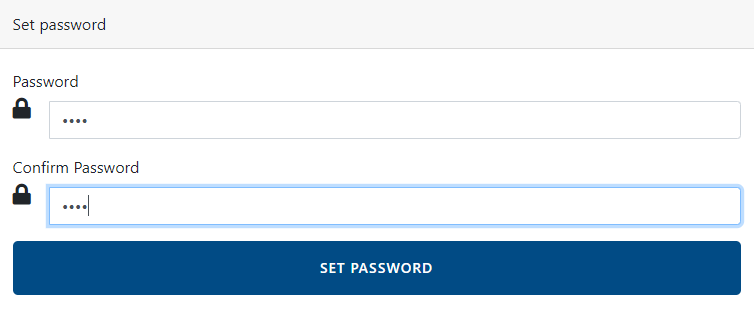 Set password
Password
••••
Confirm Password
••••
SET PASSWORD